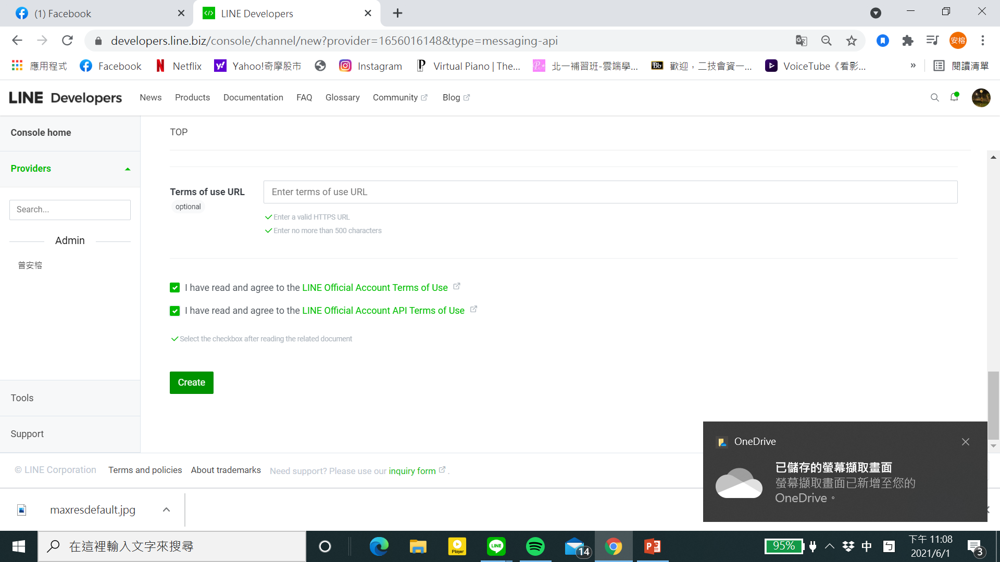 (1) Facebook
LINE Developers
developers.line.biz/console/channel/new?provider=1656016148&type=messaging-api
安榕
應用程式
Facebook
Netflix
Yahoo!奇摩股市
Instagram
Virtual Piano | The...
北一補習班-雲端學...
Bb
歡迎，二技會資一...
VoiceTube《看影...
»
閱讀清單
LINE Developers
News
Products
Documentation
FAQ
Glossary
Community
Blog
Console home
TOP
Providers
Terms of use URL
Enter terms of use URL
optional
Search...
Enter a valid HTTPS URL
Enter no more than 500 characters
Admin
曾安榕
I have read and agree to the LINE Official Account Terms of Use
I have read and agree to the LINE Official Account API Terms of Use
Select the checkbox after reading the related document
Create
Tools
Support
© LINE Corporation
Terms and policies
About trademarks
Need support? Please use our inquiry form .
OneDrive
已儲存的螢幕擷取畫面
螢幕擷取畫面已新增至您的
OneDrive。
maxresdefault.jpg
在這裡輸入文字來搜尋
Player
LINE
14
95%
中
ㄅ
下午 11:08
2021/6/1
3